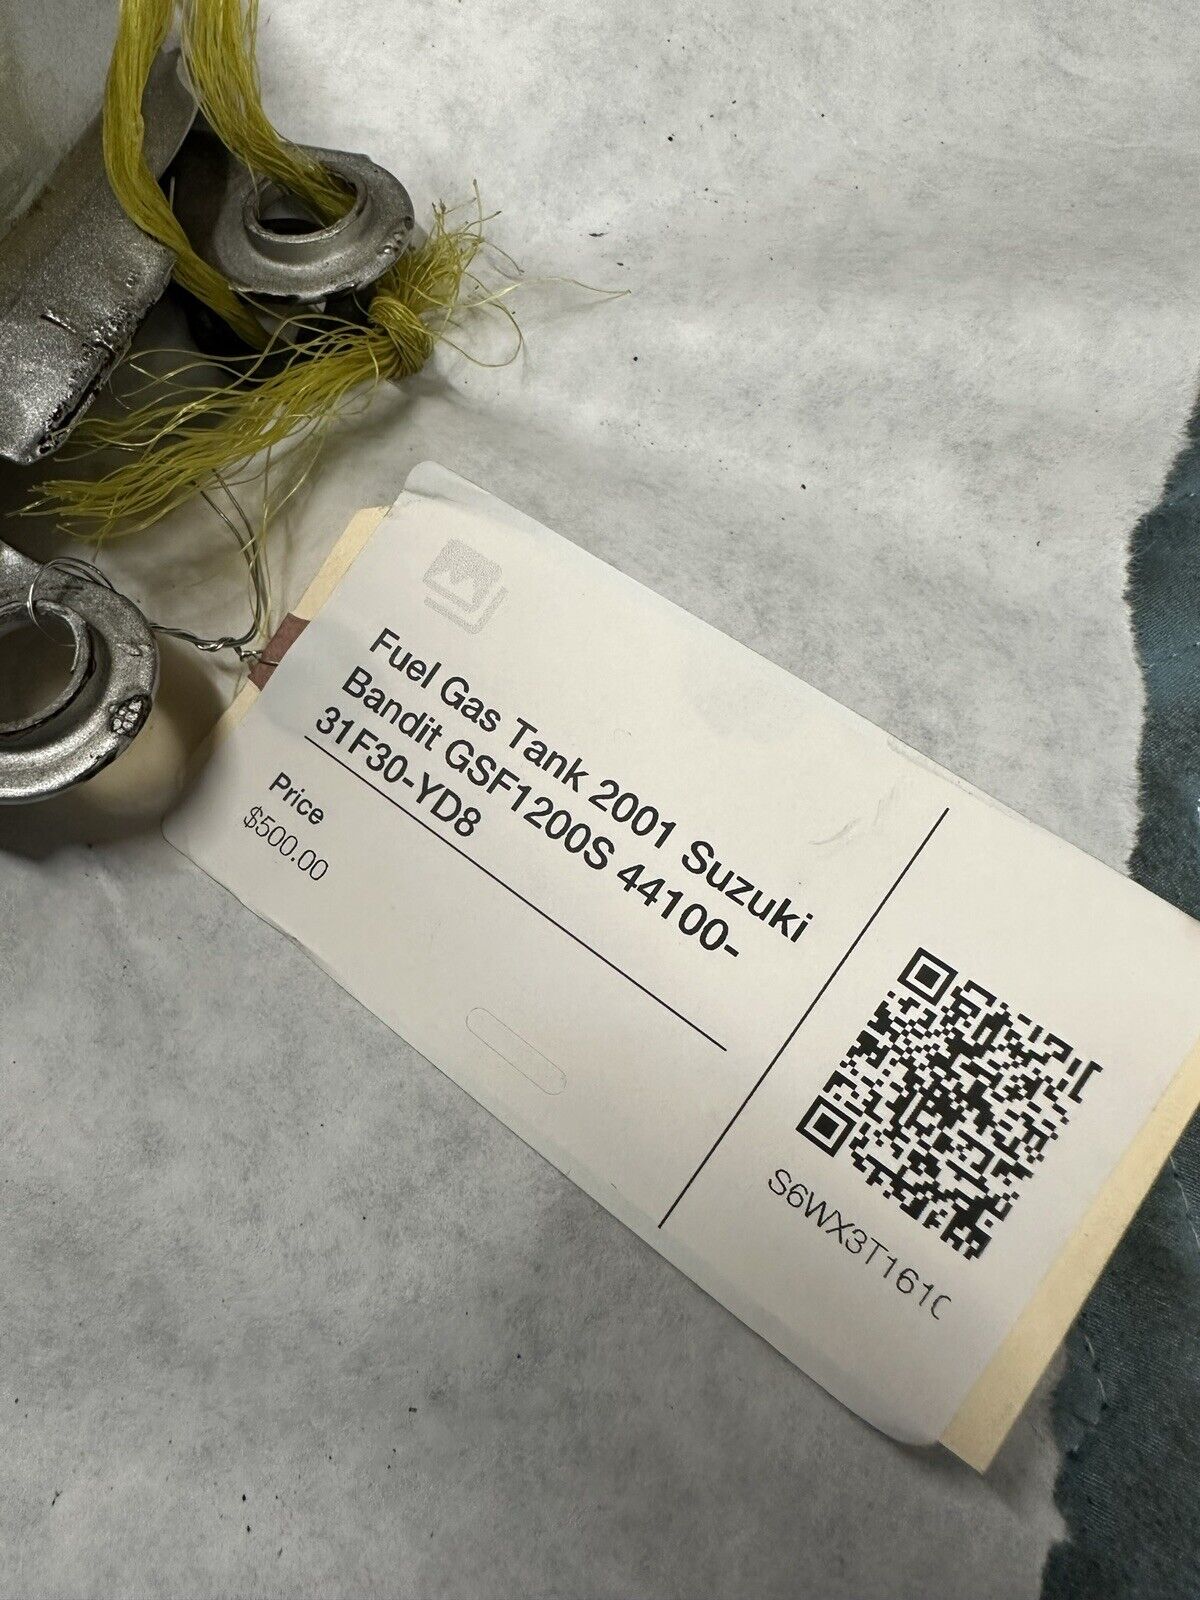 Fuel Gas Tank 2001 Suzuki
Bandit GSF1200S 44100-
31F30-YD8
Price
$500.00
S6WX3T161